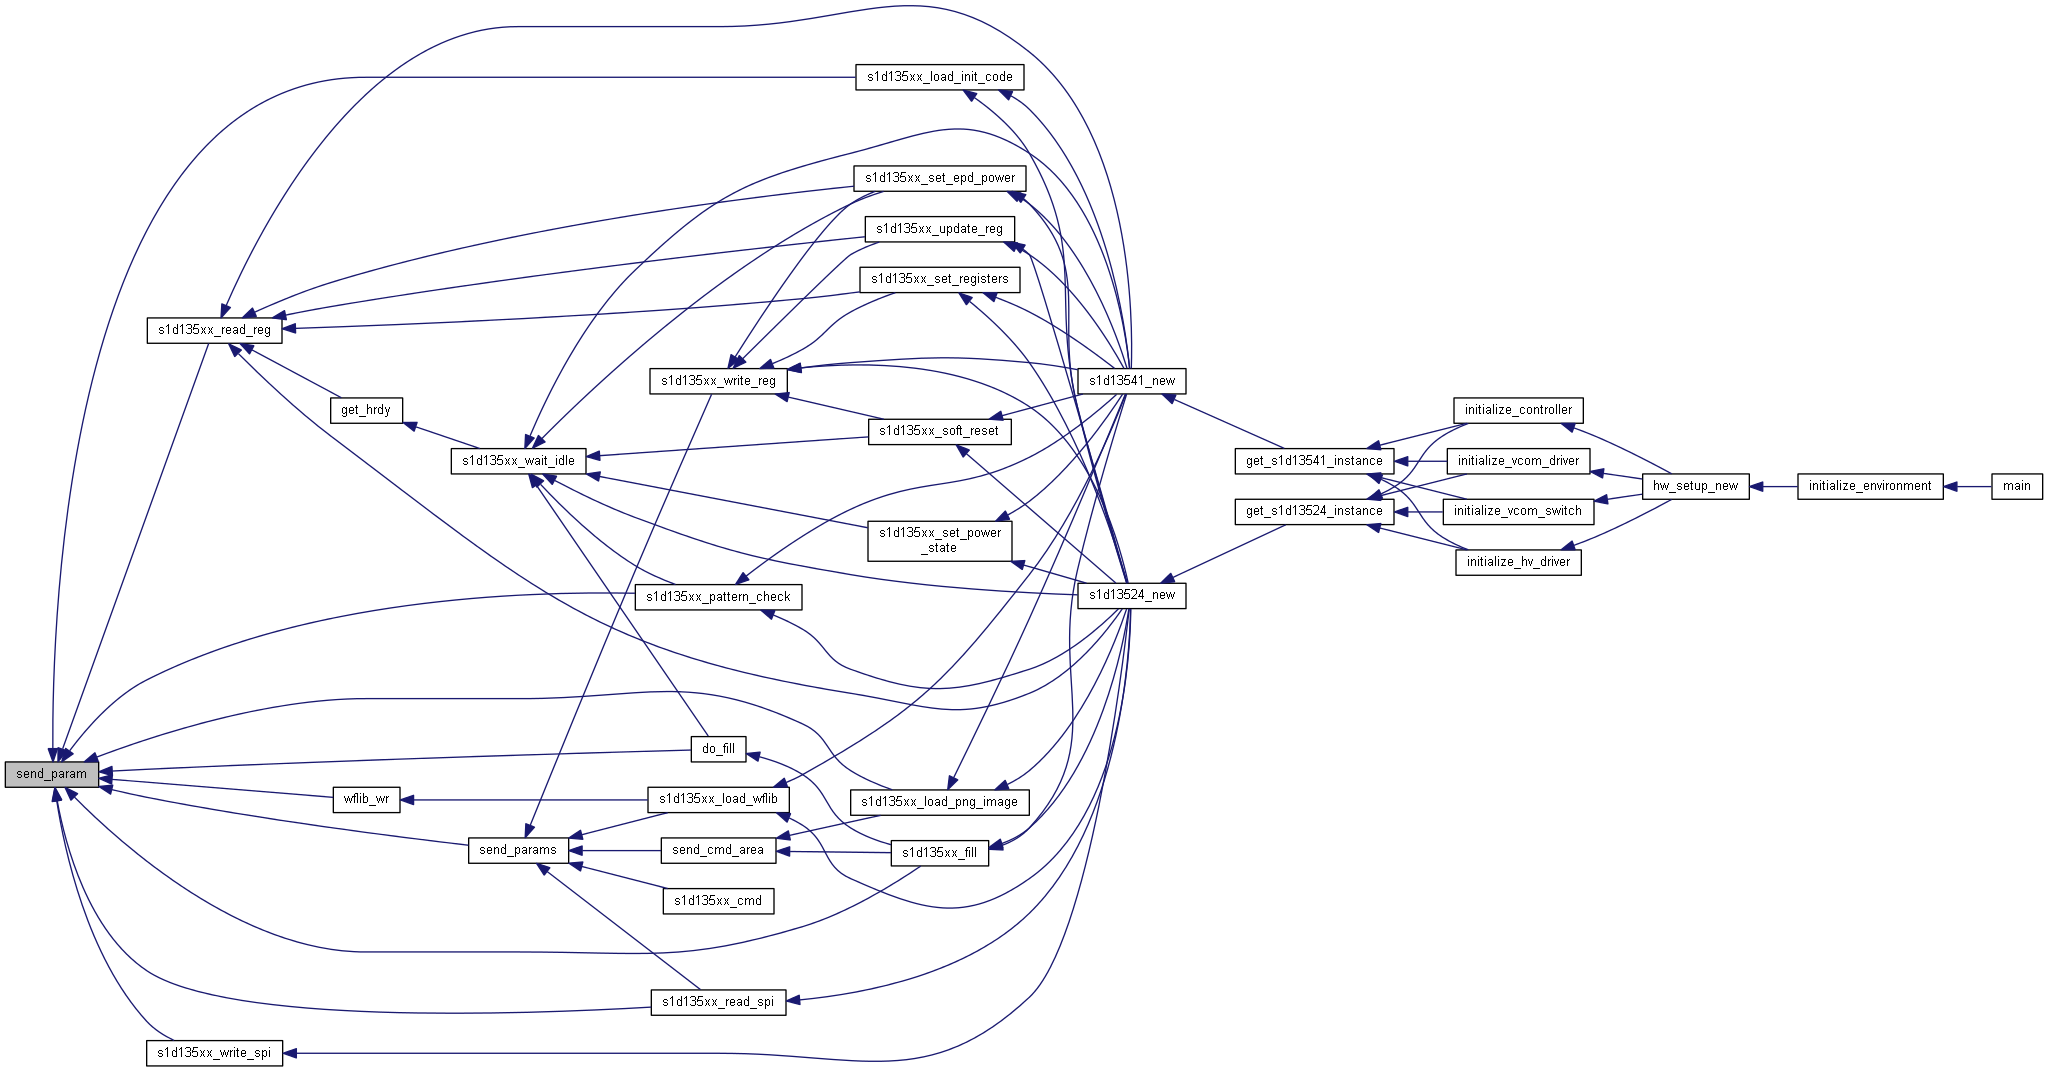 s1d135xx_load_init_code
s1d135xx_set_epd_power
s1d135xx_update_reg
s1d135xx_set_registers
s1d135xx_read_reg
s1d135xx_write_reg
s1d13541_new
get_hrdy
initialize_controller
s1d135xx_soft_reset
s1d135xx_wait_idle
get_s1d13541_instance
initialize_vcom_driver
hw_setup_new
initialize_environment
main
get_s1d13524_instance
initialize_vcom_switch
s1d135xx_set_power
_state
initialize_hv_driver
s1d135xx_pattern_check
s1d13524_new
do_fill
send_param
wflib_wr
s1d135xx_load_wflib
s1d135xx_load_png_image
send_params
send_cmd_area
s1d135xx_fill
s1d135xx_cmd
s1d135xx_read_spi
s1d135xx_write_spi